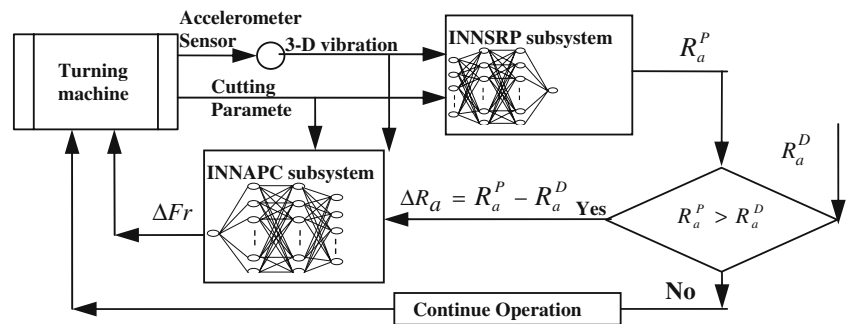 Accelerometer
Sensor
3-D vibration
INNSRP subsystem
R_a^P
Turning
machine
Cutting
Paramete
INNAPC subsystem
R_a^D
ΔFr
ΔRa = R_a^P − R_a^D
Yes
R_a^P > R_a^D
No
Continue Operation